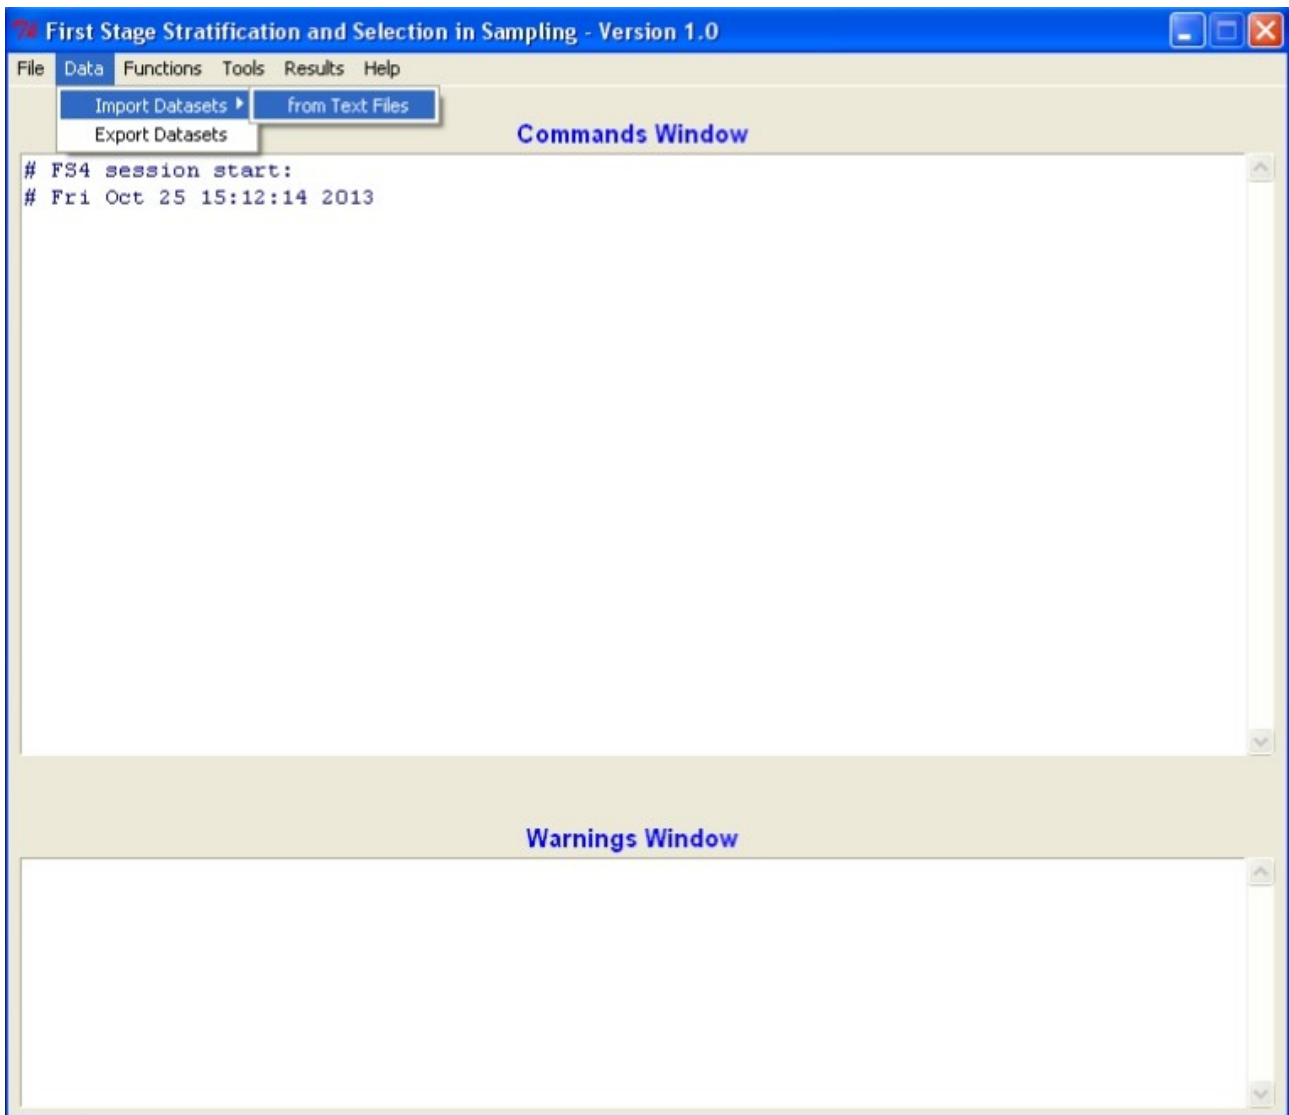 First Stage Stratification and Selection in Sampling - Version 1.0
File Data Functions Tools Results Help
Import Datasets from Text Files
Export Datasets
Commands Window
# FS4 session start:
# Fri Oct 25 15:12:14 2013
Warnings Window